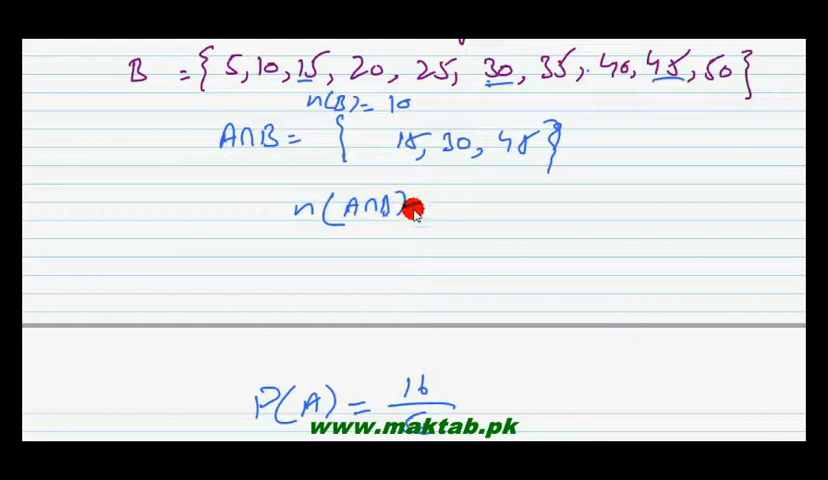 B = {5, 10, 15, 20, 25, 30, 35, 40, 45, 50}
n(B) = 10
A∩B = { 15, 30, 45}
n(A∩B) =
P(A) = 16
www.maktab.pk